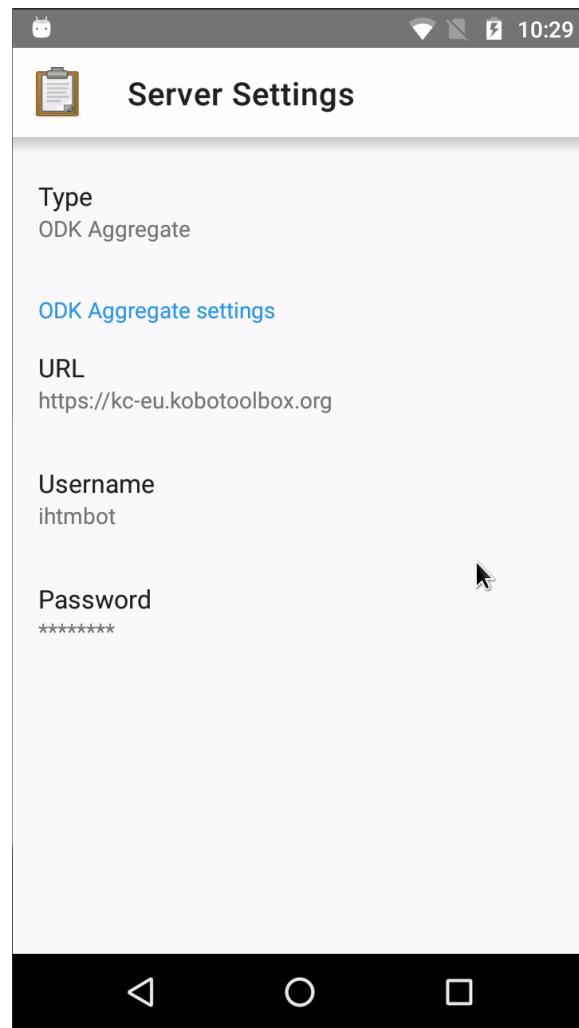 10:29
Server Settings
Type
ODK Aggregate
ODK Aggregate settings
URL
https://kc-eu.kobotoolbox.org
Username
ihtmbot
Password
********